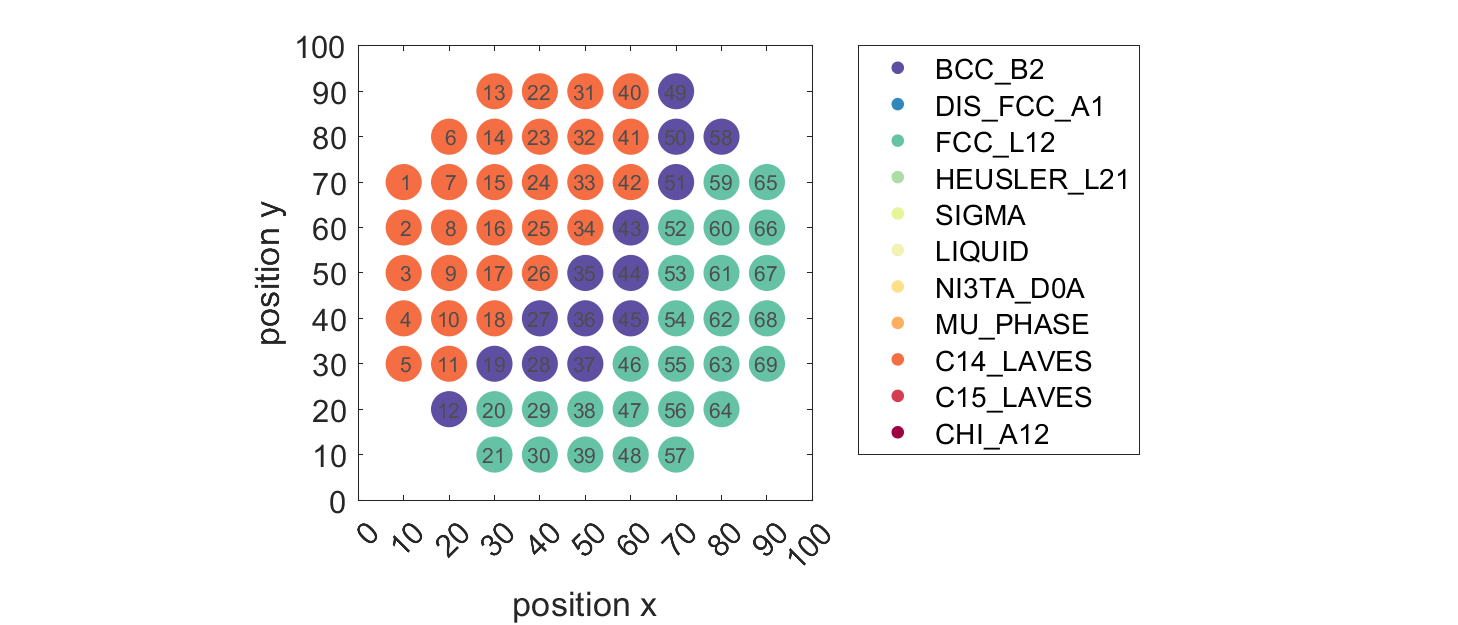 100
90
80
70
60
50
40
30
20
10
0
position y
13 22 31 40 49
6 14 23 32 41 50 58
1 7 15 24 33 42 51 59 65
2 8 16 25 34 43 52 60 66
3 9 17 26 35 44 53 61 67
4 10 18 27 36 45 54 62 68
5 11 19 28 37 46 55 63 69
12 20 29 38 47 56 64
21 30 39 48 57
0 10 20 30 40 50 60 70 80 90 100
position x
BCC_B2
DIS_FCC_A1
FCC_L12
HEUSLER_L21
SIGMA
LIQUID
NI3TA_D0A
MU_PHASE
C14_LAVES
C15_LAVES
CHI_A12